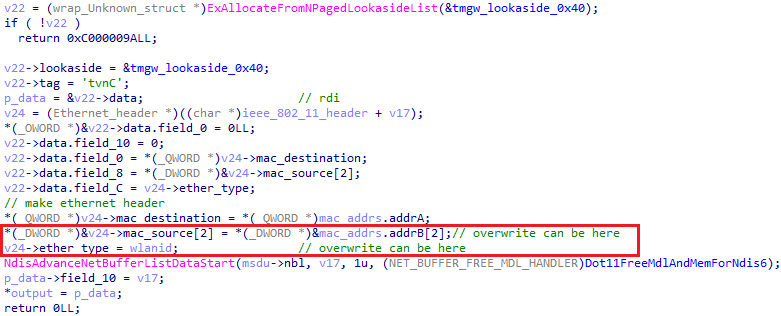 v22 = (wrap_Unknown_struct *)ExAllocateFromNPagedLookasideList(&tmgw_lookaside_0x40);
if ( !v22 )
  return 0xC000009ALL;

v22->lookaside = &tmgw_lookaside_0x40;
v22->tag = 'tvnC';
p_data = &v22->data;                  // rdi
v24 = (Ethernet_header *)((char *)ieee_802_11_header + v17);
*(_OWORD *)&v22->data.field_0 = 0LL;
v22->data.field_10 = 0;
v22->data.field_0 = *(_QWORD *)v24->mac_destination;
v22->data.field_8 = *(_DWORD *)&v24->mac_source[2];
v22->data.field_C = v24->ether_type;
// make ethernet header
*(_QWORD *)v24->mac_destination = *(_QWORD *)mac_addrs.addrA;
*(_DWORD *)&v24->mac_source[2] = *(_DWORD *)&mac_addrs.addrB[2];// overwrite can be here
v24->ether_type = wlanid;             // overwrite can be here
NdisAdvanceNetBufferListDataStart(msdu->nbl, v17, 1u, (NET_BUFFER_FREE_MDL_HANDLER)Dot11FreeMdlAndMemForNdis6);
p_data->field_10 = v17;
*output = p_data;
return 0LL;